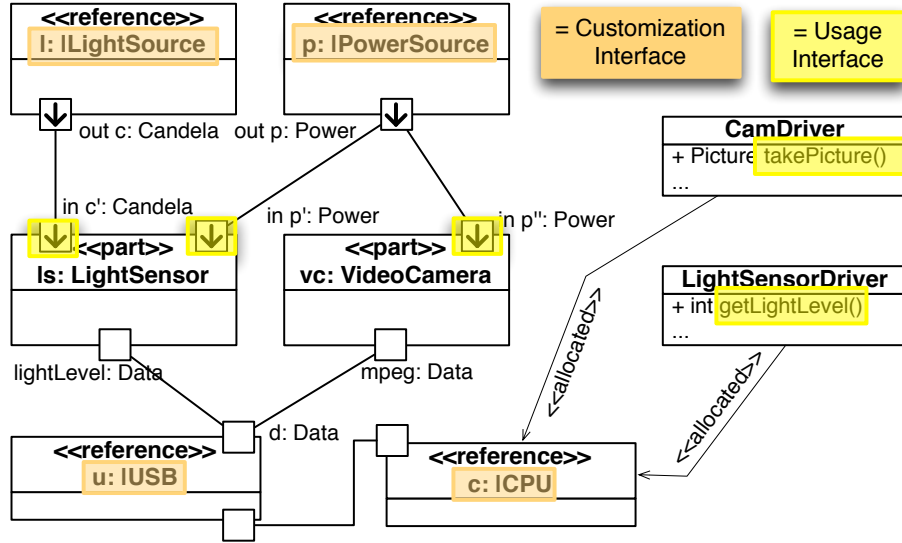 <<reference>>
l: ILightSource
<<reference>>
p: IPowerSource
= Customization
Interface
= Usage
Interface
out c: Candela
out p: Power
CamDriver
+ Picture takePicture()
...
in c': Candela
in p': Power
in p'': Power
<<part>>
ls: LightSensor
<<part>>
vc: VideoCamera
LightSensorDriver
+ int getLightLevel()
...
<<allocated>>
<<allocated>>
lightLevel: Data
mpeg: Data
d: Data
<<reference>>
u: IUSB
<<reference>>
c: ICPU